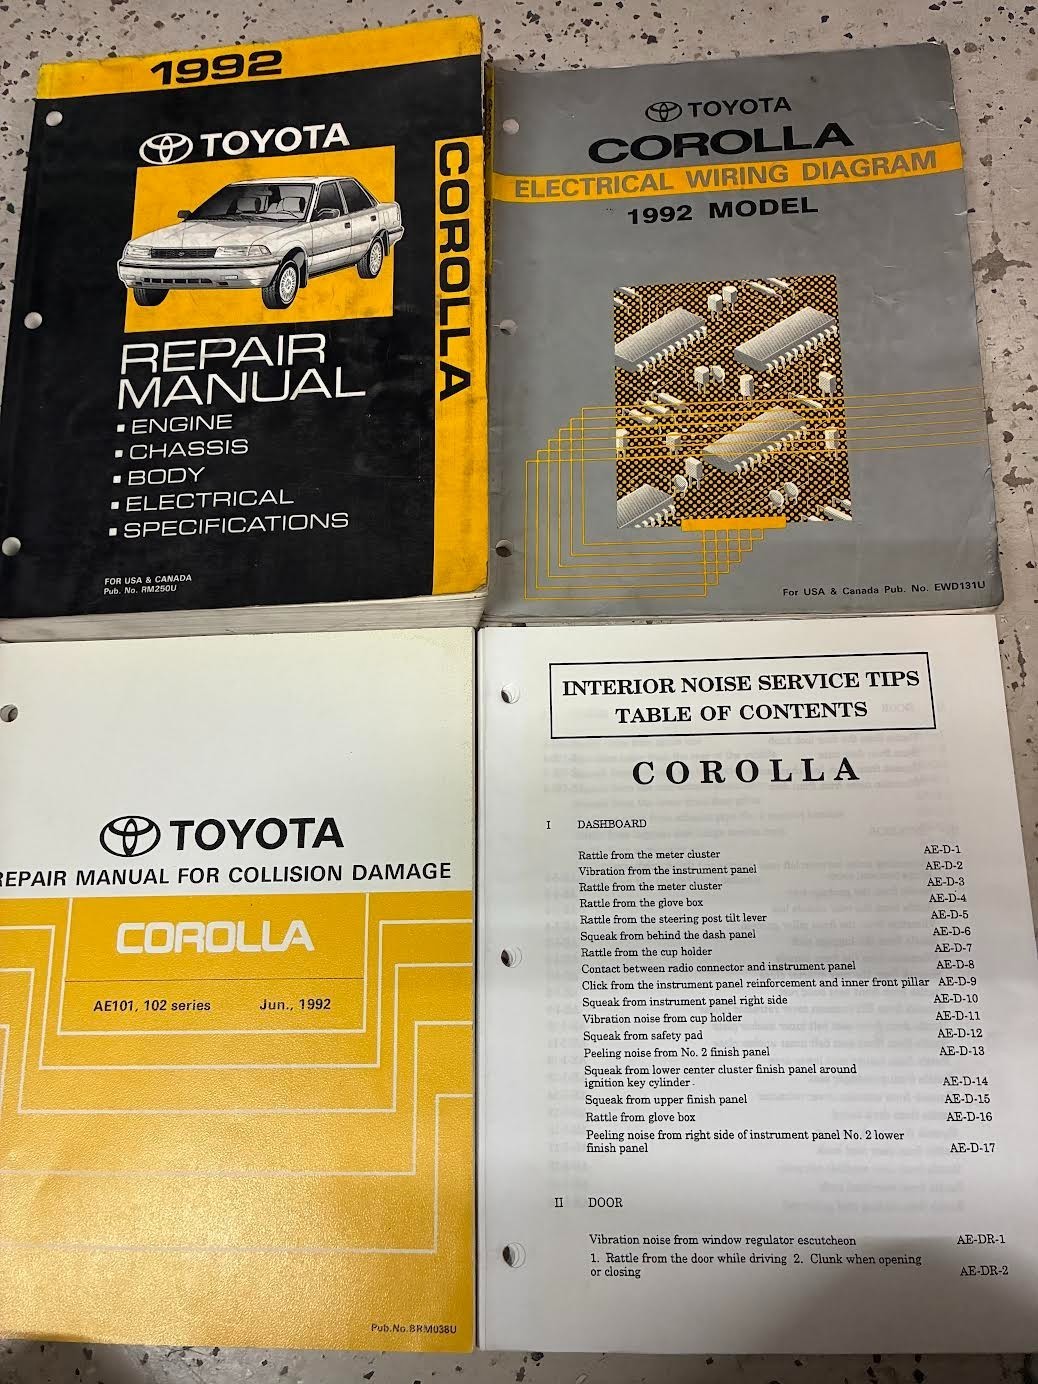 1992
TOYOTA
COROLLA
REPAIR
MANUAL
▪ ENGINE
▪ CHASSIS
▪ BODY
▪ ELECTRICAL
▪ SPECIFICATIONS
FOR USA & CANADA
Pub. No. RM250U
TOYOTA
COROLLA
ELECTRICAL WIRING DIAGRAM
1992 MODEL
For USA & Canada Pub. No. EWD131U
TOYOTA
REPAIR MANUAL FOR COLLISION DAMAGE
COROLLA
AE101, 102 series Jun., 1992
Pub.No.BRM038U
INTERIOR NOISE SERVICE TIPS
TABLE OF CONTENTS
COROLLA
I DASHBOARD
Rattle from the meter cluster AE-D-1
Vibration from the instrument panel AE-D-2
Rattle from the meter cluster AE-D-3
Rattle from the glove box AE-D-4
Rattle from the steering post tilt lever AE-D-5
Squeak from behind the dash panel AE-D-6
Rattle from the cup holder AE-D-7
Contact between radio connector and instrument panel AE-D-8
Click from the instrument panel reinforcement and inner front pillar AE-D-9
Squeak from instrument panel right side AE-D-10
Vibration noise from cup holder AE-D-11
Squeak from safety pad AE-D-12
Peeling noise from No. 2 finish panel AE-D-13
Squeak from lower center cluster finish panel around
ignition key cylinder. AE-D-14
Squeak from upper finish panel AE-D-15
Rattle from glove box AE-D-16
Peeling noise from right side of instrument panel No. 2 lower
finish panel AE-D-17
II DOOR
Vibration noise from window regulator escutcheon AE-DR-1
1. Rattle from the door while driving 2. Clunk when opening
or closing AE-DR-2